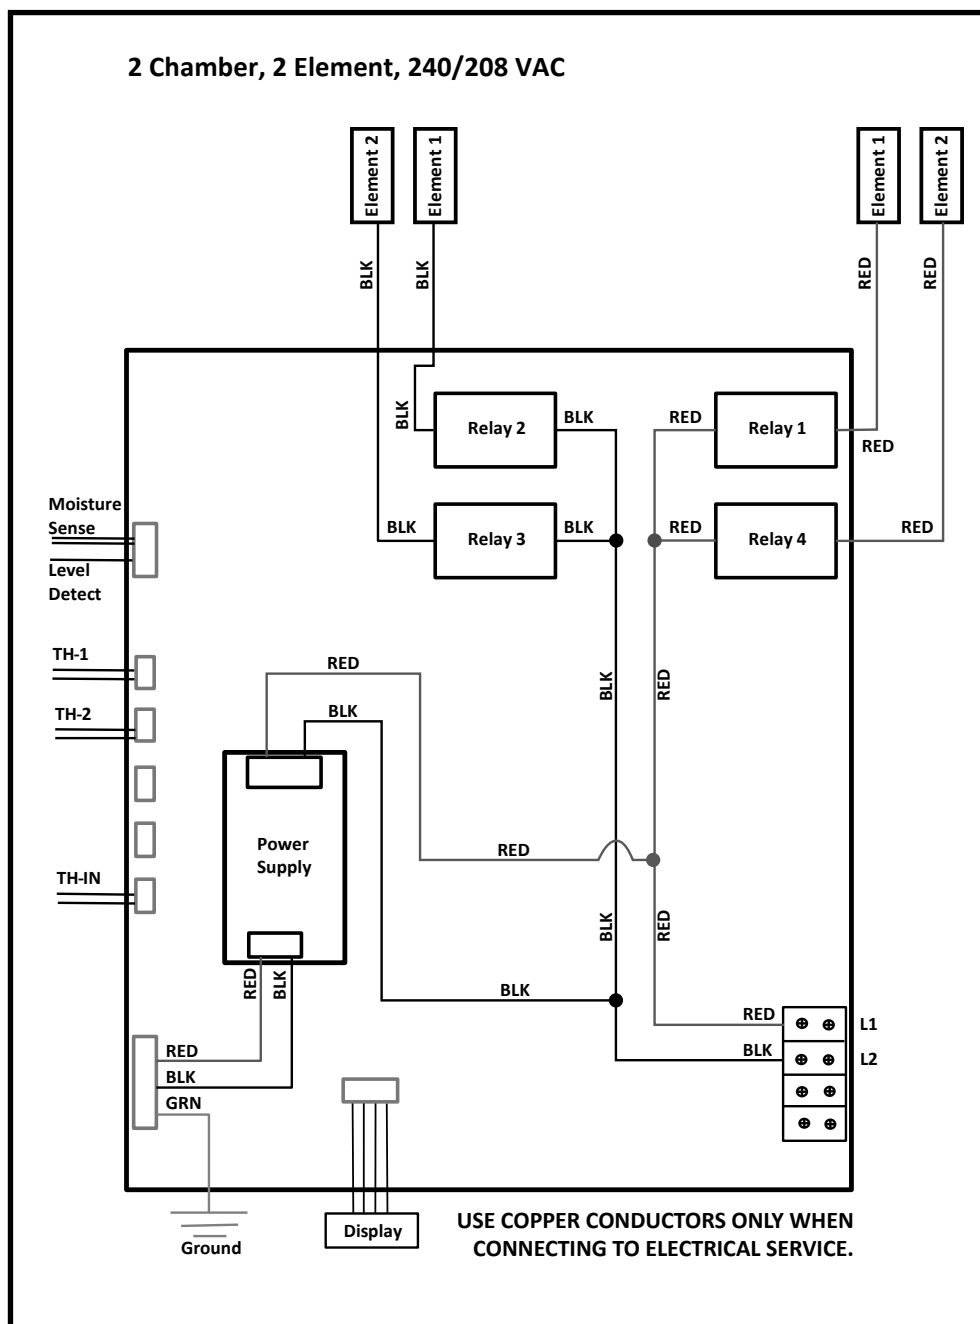 2 Chamber, 2 Element, 240/208 VAC
Element 2
Element 1
Element 1
Element 2
BLK
BLK
RED
RED
BLK
Relay 2
BLK
RED
Relay 1
RED
BLK
Relay 3
BLK
RED
Relay 4
RED
Moisture
Sense
Level
Detect
TH-1
TH-2
TH-IN
RED
BLK
BLK
RED
Power
Supply
RED
BLK
RED
RED
BLK
BLK
RED
L1
BLK
L2
RED
BLK
GRN
Ground
Display
USE COPPER CONDUCTORS ONLY WHEN
CONNECTING TO ELECTRICAL SERVICE.